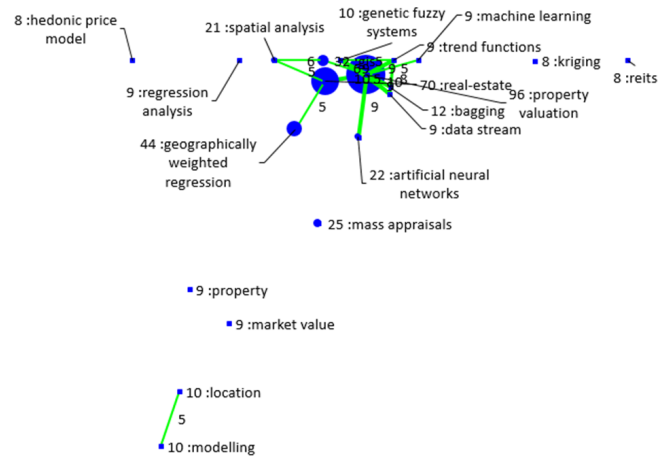 8 :hedonic price
model
21 :spatial analysis
10 :genetic fuzzy
systems
9 :machine learning
9 :trend functions
8 :kriging
8 :reits
9 :regression
analysis
6
32
5
5
70 :real-estate
96 :property
valuation
12 :bagging
9 :data stream
5
9
44 :geographically
weighted
regression
22 :artificial neural
networks
25 :mass appraisals
9 :property
9 :market value
10 :location
5
10 :modelling